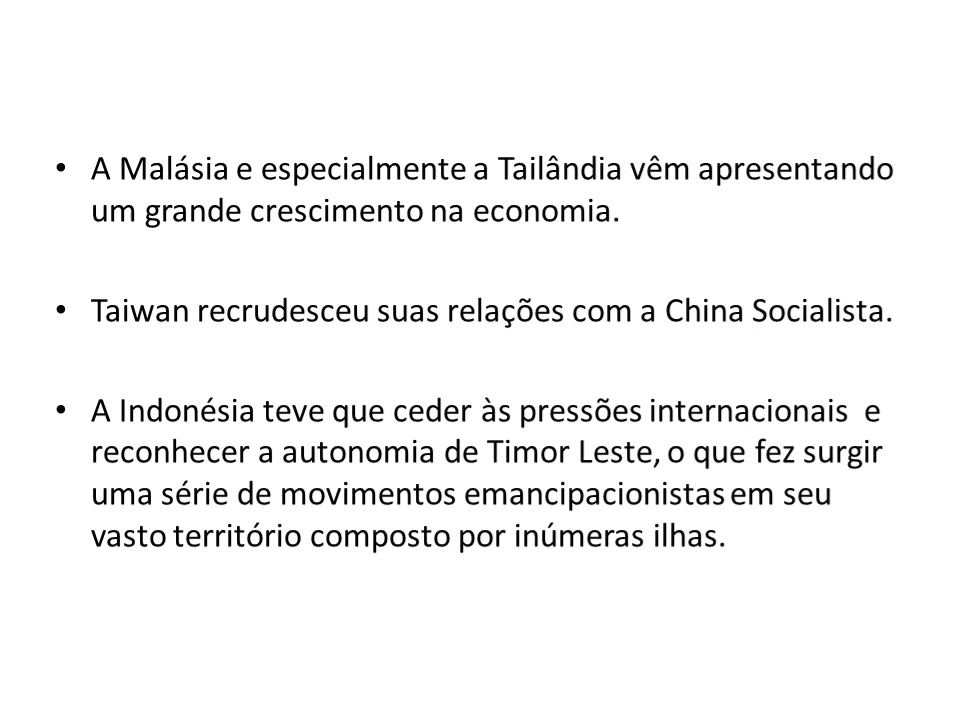 • A Malásia e especialmente a Tailândia vêm apresentando
um grande crescimento na economia.
• Taiwan recrudesceu suas relações com a China Socialista.
• A Indonésia teve que ceder às pressões internacionais  e
reconhecer a autonomia de Timor Leste, o que fez surgir
uma série de movimentos emancipacionistas em seu
vasto território composto por inúmeras ilhas.